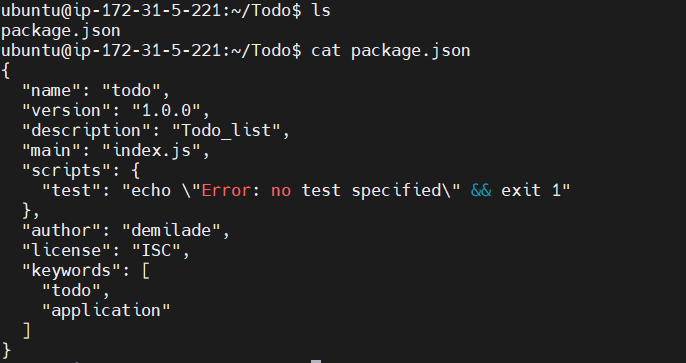 ubuntu@ip-172-31-5-221:~/Todo$ ls
package.json
ubuntu@ip-172-31-5-221:~/Todo$ cat package.json
{
  "name": "todo",
  "version": "1.0.0",
  "description": "Todo_list",
  "main": "index.js",
  "scripts": {
    "test": "echo \"Error: no test specified\" && exit 1"
  },
  "author": "demilade",
  "license": "ISC",
  "keywords": [
    "todo",
    "application"
  ]
}